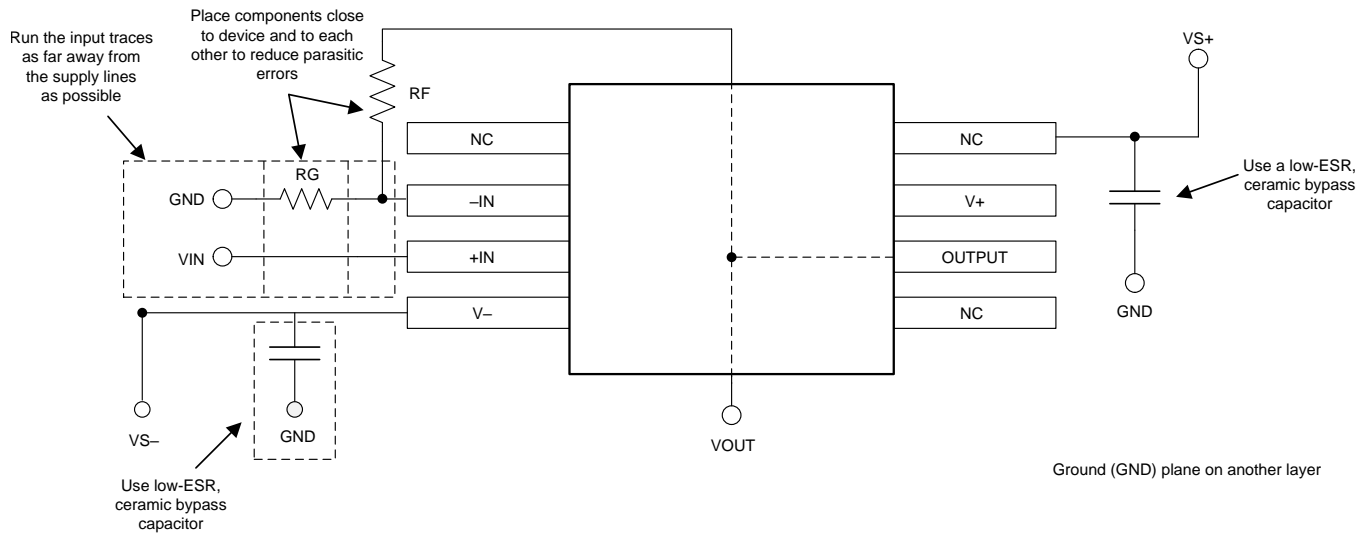 Run the input traces
as far away from
the supply lines
as possible
Place components close
to device and to each
other to reduce parasitic
errors
RF
RG
GND
VIN
VS–
GND
Use low-ESR,
ceramic bypass
capacitor
NC
–IN
+IN
V–
NC
V+
OUTPUT
NC
VOUT
VS+
Use a low-ESR,
ceramic bypass
capacitor
GND
Ground (GND) plane on another layer